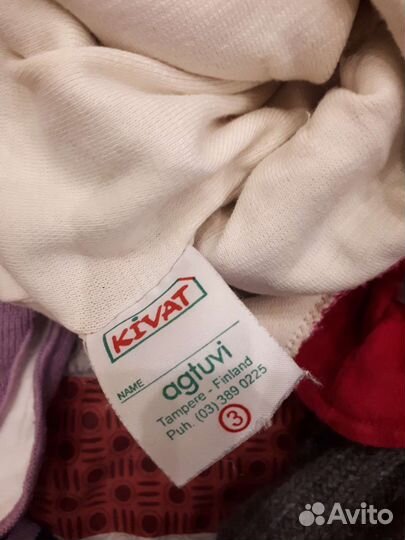 KIVAT
NAME
agtuvi
Tampere - Finland
Puh. (03) 389 0225
3
Avito